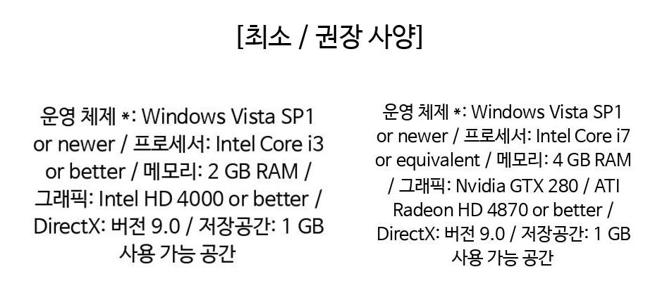 [최소 / 권장 사양]
운영 체제 *: Windows Vista SP1
or newer / 프로세서: Intel Core i3
or better / 메모리: 2 GB RAM /
그래픽: Intel HD 4000 or better /
DirectX: 버전 9.0 / 저장공간: 1 GB
사용 가능 공간
운영 체제 *: Windows Vista SP1
or newer / 프로세서: Intel Core i7
or equivalent / 메모리: 4 GB RAM
/ 그래픽: Nvidia GTX 280 / ATI
Radeon HD 4870 or better /
DirectX: 버전 9.0 / 저장공간: 1 GB
사용 가능 공간